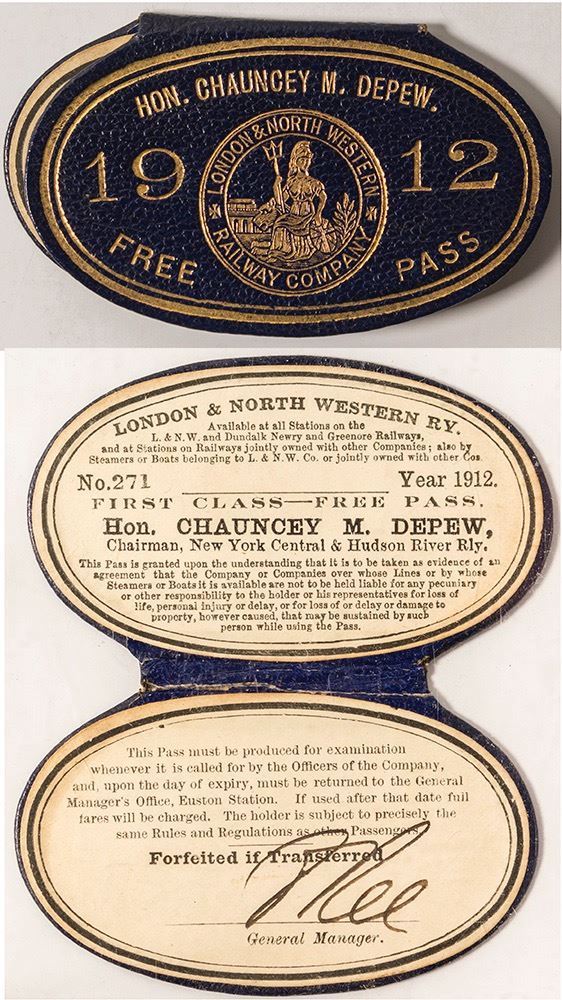 HON. CHAUNCEY M. DEPEW.
1912
LONDON & NORTH WESTERN
RAILWAY COMPANY
FREE PASS
LONDON & NORTH WESTERN RY.
Available at all Stations on the
L. & N.W. and Dundalk Newry and Greenore Railways,
and at Stations on Railways jointly owned with other Companies; also by
Steamers or Boats belonging to L. & N.W. Co. or jointly owned with other Cos.
No. 271 Year 1912.
FIRST CLASS—FREE PASS.
Hon. CHAUNCEY M. DEPEW,
Chairman, New York Central & Hudson River Rly.
This Pass is granted upon the understanding that it is to be taken as evidence of an
agreement that the Company or Companies over whose Lines or by whose
Steamers or Boats it is available are not to be held liable for any pecuniary
or other responsibility to the holder or his representatives for loss of
life, personal injury or delay, or for loss of or delay or damage to
property, however caused, that may be sustained by such
person while using the Pass.
This Pass must be produced for examination
whenever it is called for by the Officers of the Company,
and, upon the day of expiry, must be returned to the General
Manager's Office, Euston Station. If used after that date full
fares will be charged. The holder is subject to precisely the
same Rules and Regulations as other Passengers.
Forfeited if Transferred
General Manager.